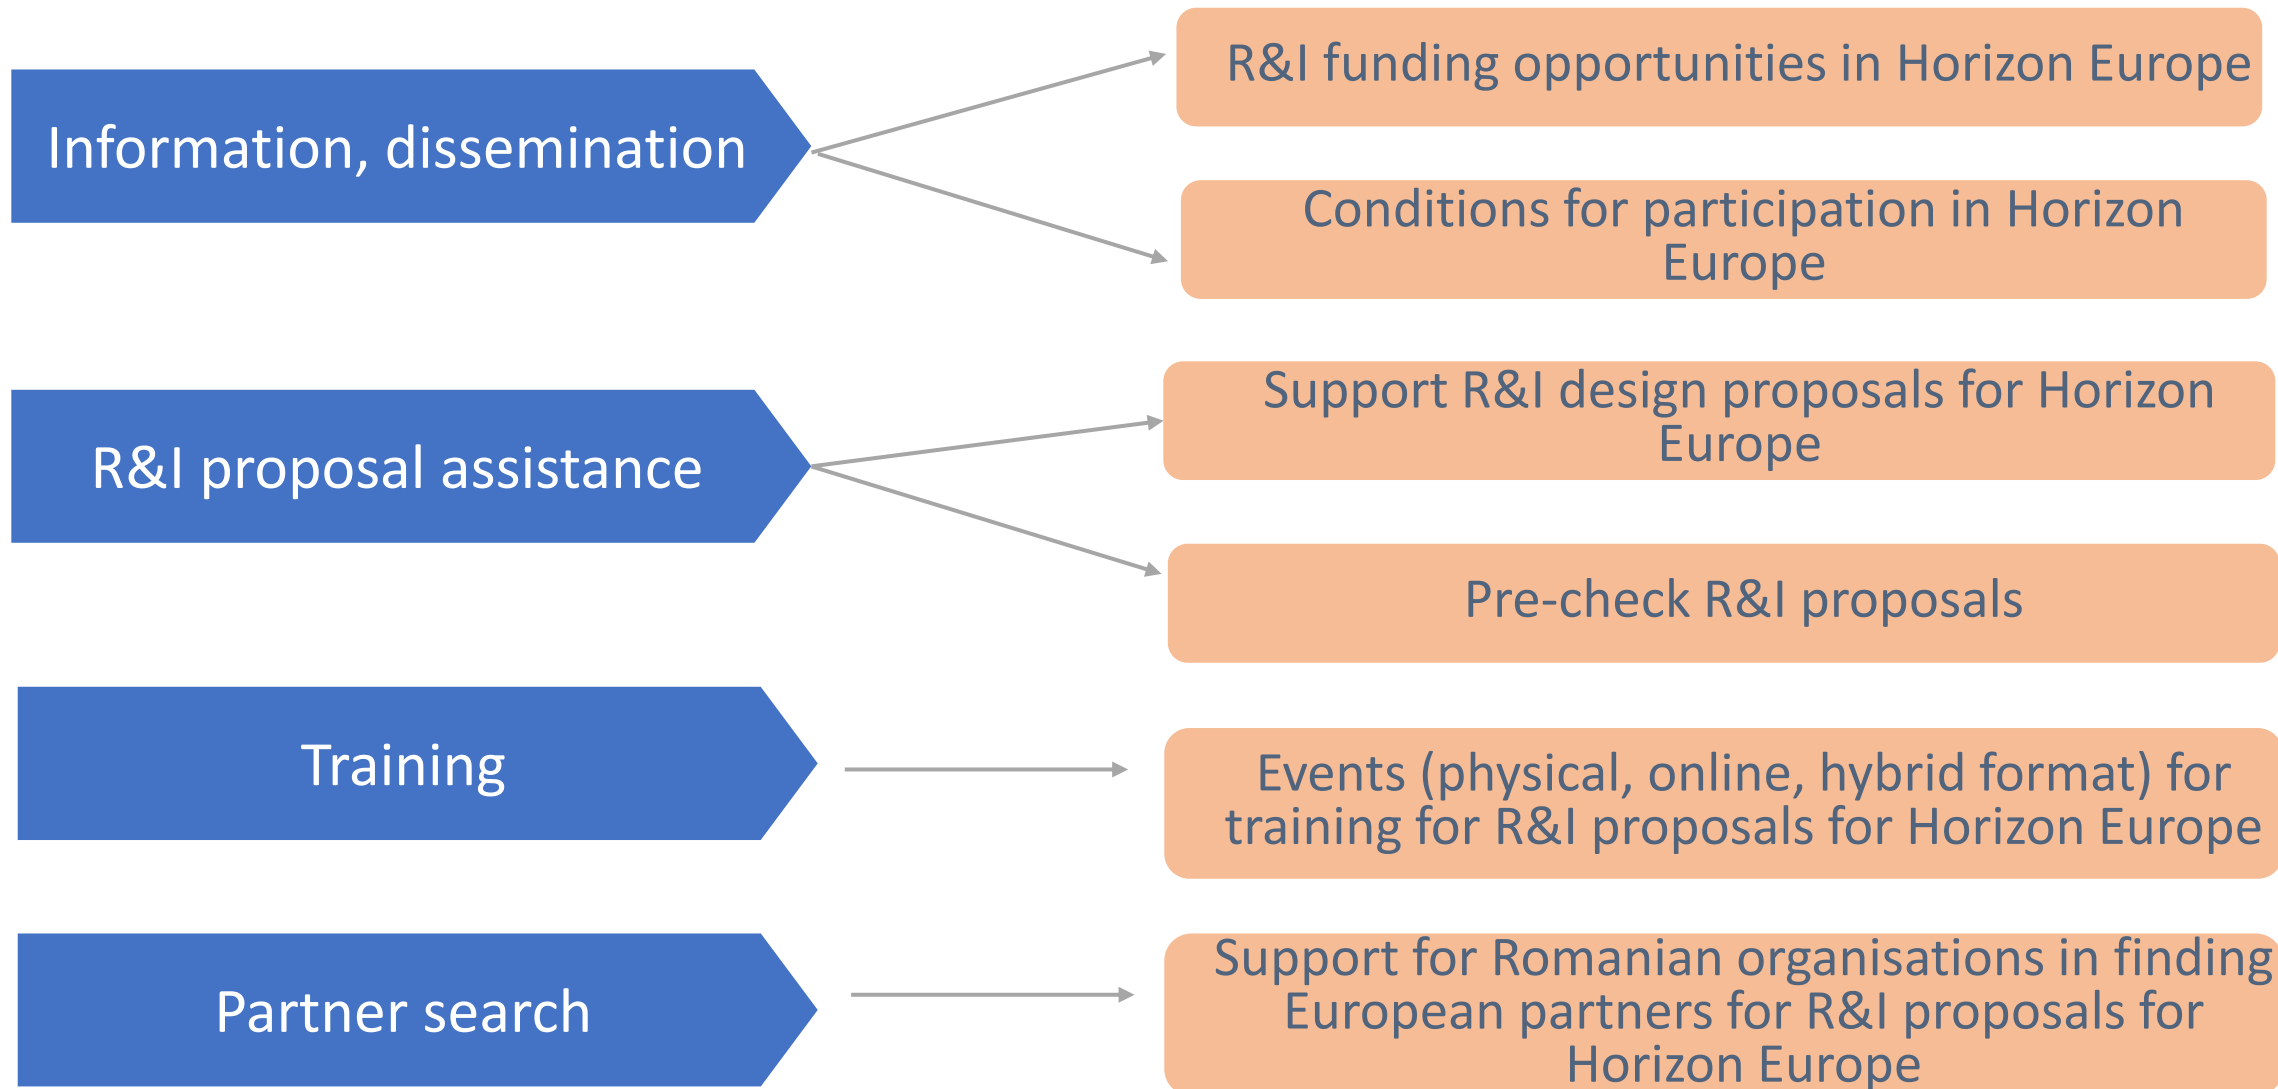 Information, dissemination
R&I funding opportunities in Horizon Europe
Conditions for participation in Horizon
Europe
R&I proposal assistance
Support R&I design proposals for Horizon
Europe
Pre-check R&I proposals
Training
Events (physical, online, hybrid format) for
training for R&I proposals for Horizon Europe
Partner search
Support for Romanian organisations in finding
European partners for R&I proposals for
Horizon Europe